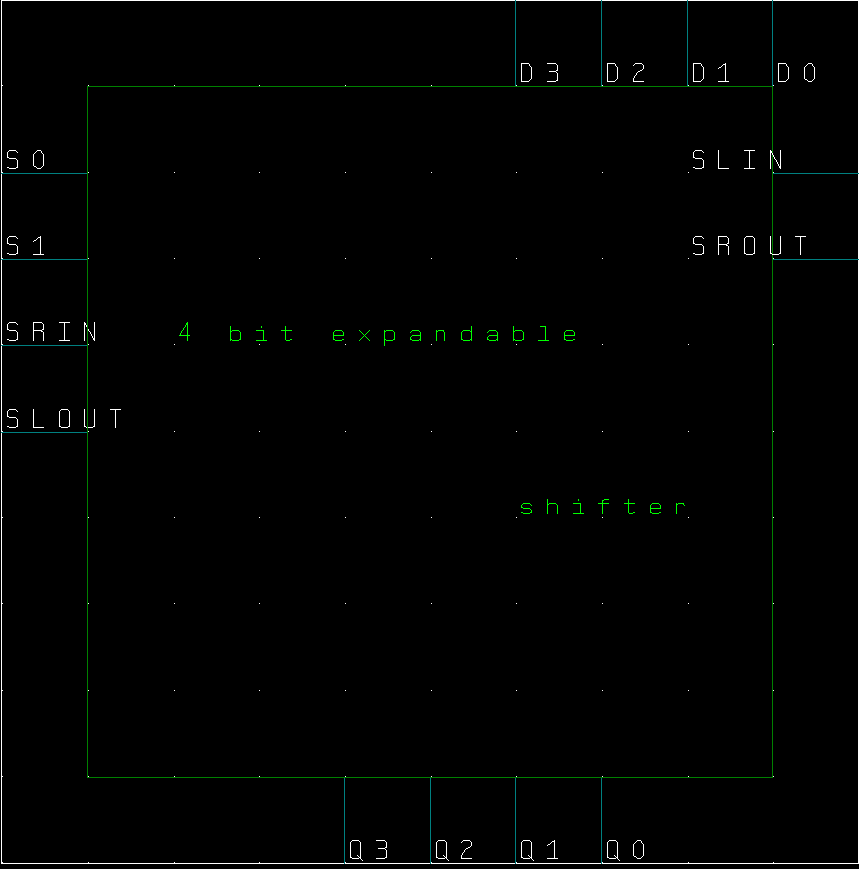 D3 D2 D1 D0
S0 SLIN
S1 SROUT
SRIN 4 bit expandable
SLOUT
shifter
Q3 Q2 Q1 Q0